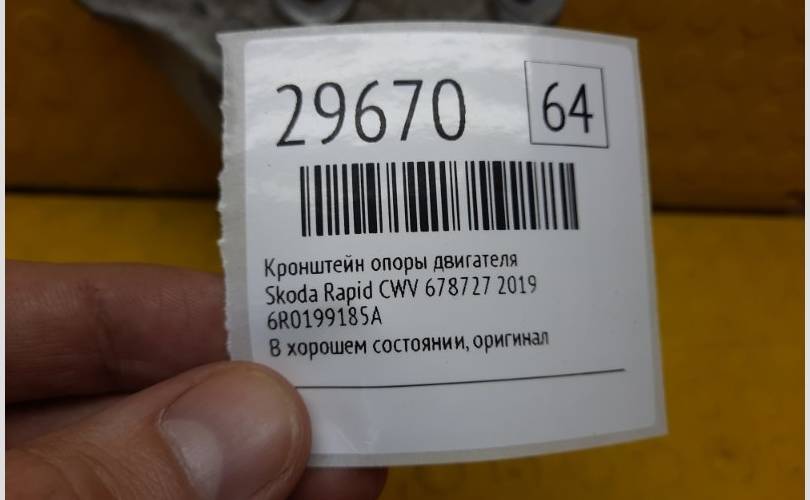 29670 64
Кронштейн опоры двигателя
Skoda Rapid CWV 678727 2019
6R0199185A
В хорошем состоянии, оригинал